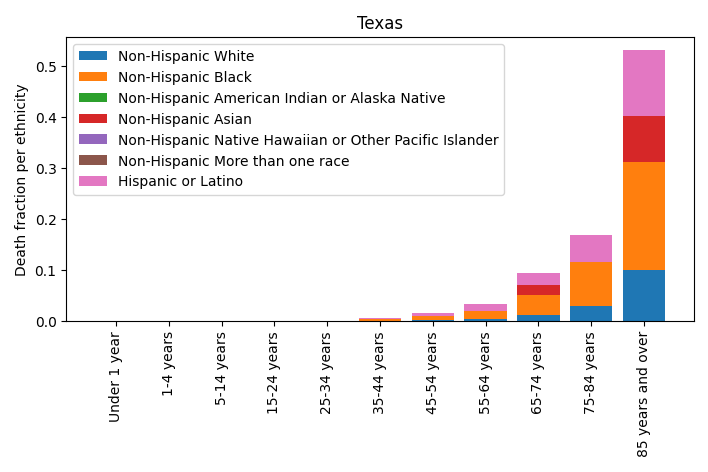 Texas
Non-Hispanic White
Non-Hispanic Black
Non-Hispanic American Indian or Alaska Native
Non-Hispanic Asian
Non-Hispanic Native Hawaiian or Other Pacific Islander
Non-Hispanic More than one race
Hispanic or Latino
Death fraction per ethnicity
0.5
0.4
0.3
0.2
0.1
0.0
Under 1 year
1-4 years
5-14 years
15-24 years
25-34 years
35-44 years
45-54 years
55-64 years
65-74 years
75-84 years
85 years and over